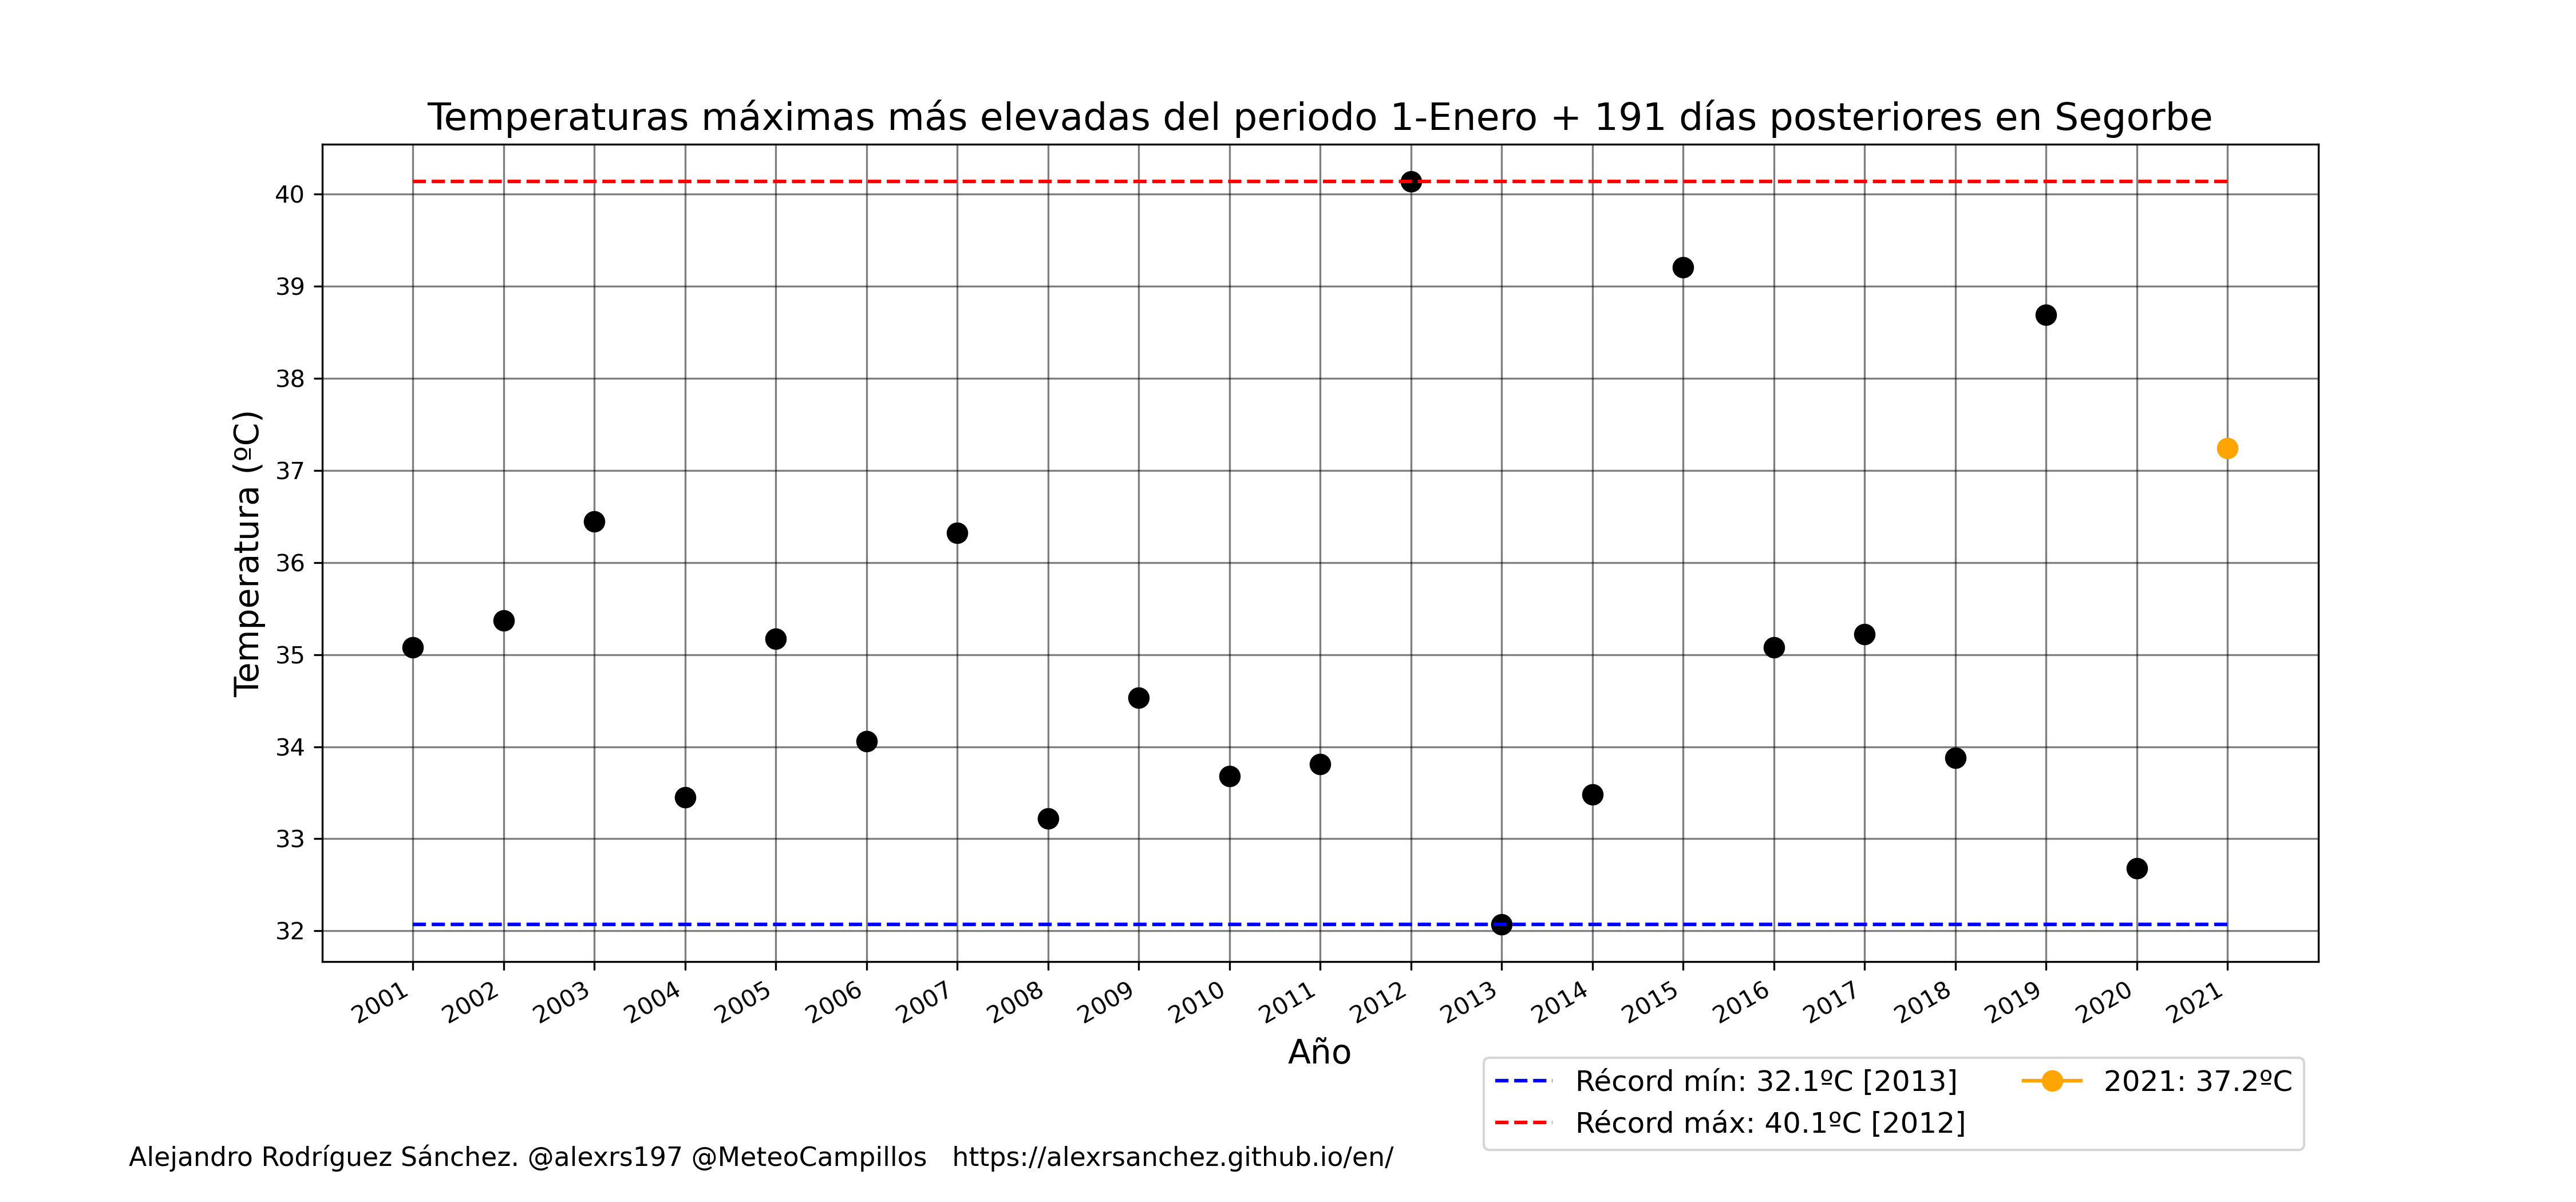 Temperaturas máximas más elevadas del periodo 1-Enero + 191 días posteriores en Segorbe
Temperatura (ºC)
40
39
38
37
36
35
34
33
32
2001 2002 2003 2004 2005 2006 2007 2008 2009 2010 2011 2012 2013 2014 2015 2016 2017 2018 2019 2020 2021
Año
Récord mín: 32.1ºC [2013]
Récord máx: 40.1ºC [2012]
2021: 37.2ºC
Alejandro Rodríguez Sánchez. @alexrs197 @MeteoCampillos https://alexrsanchez.github.io/en/